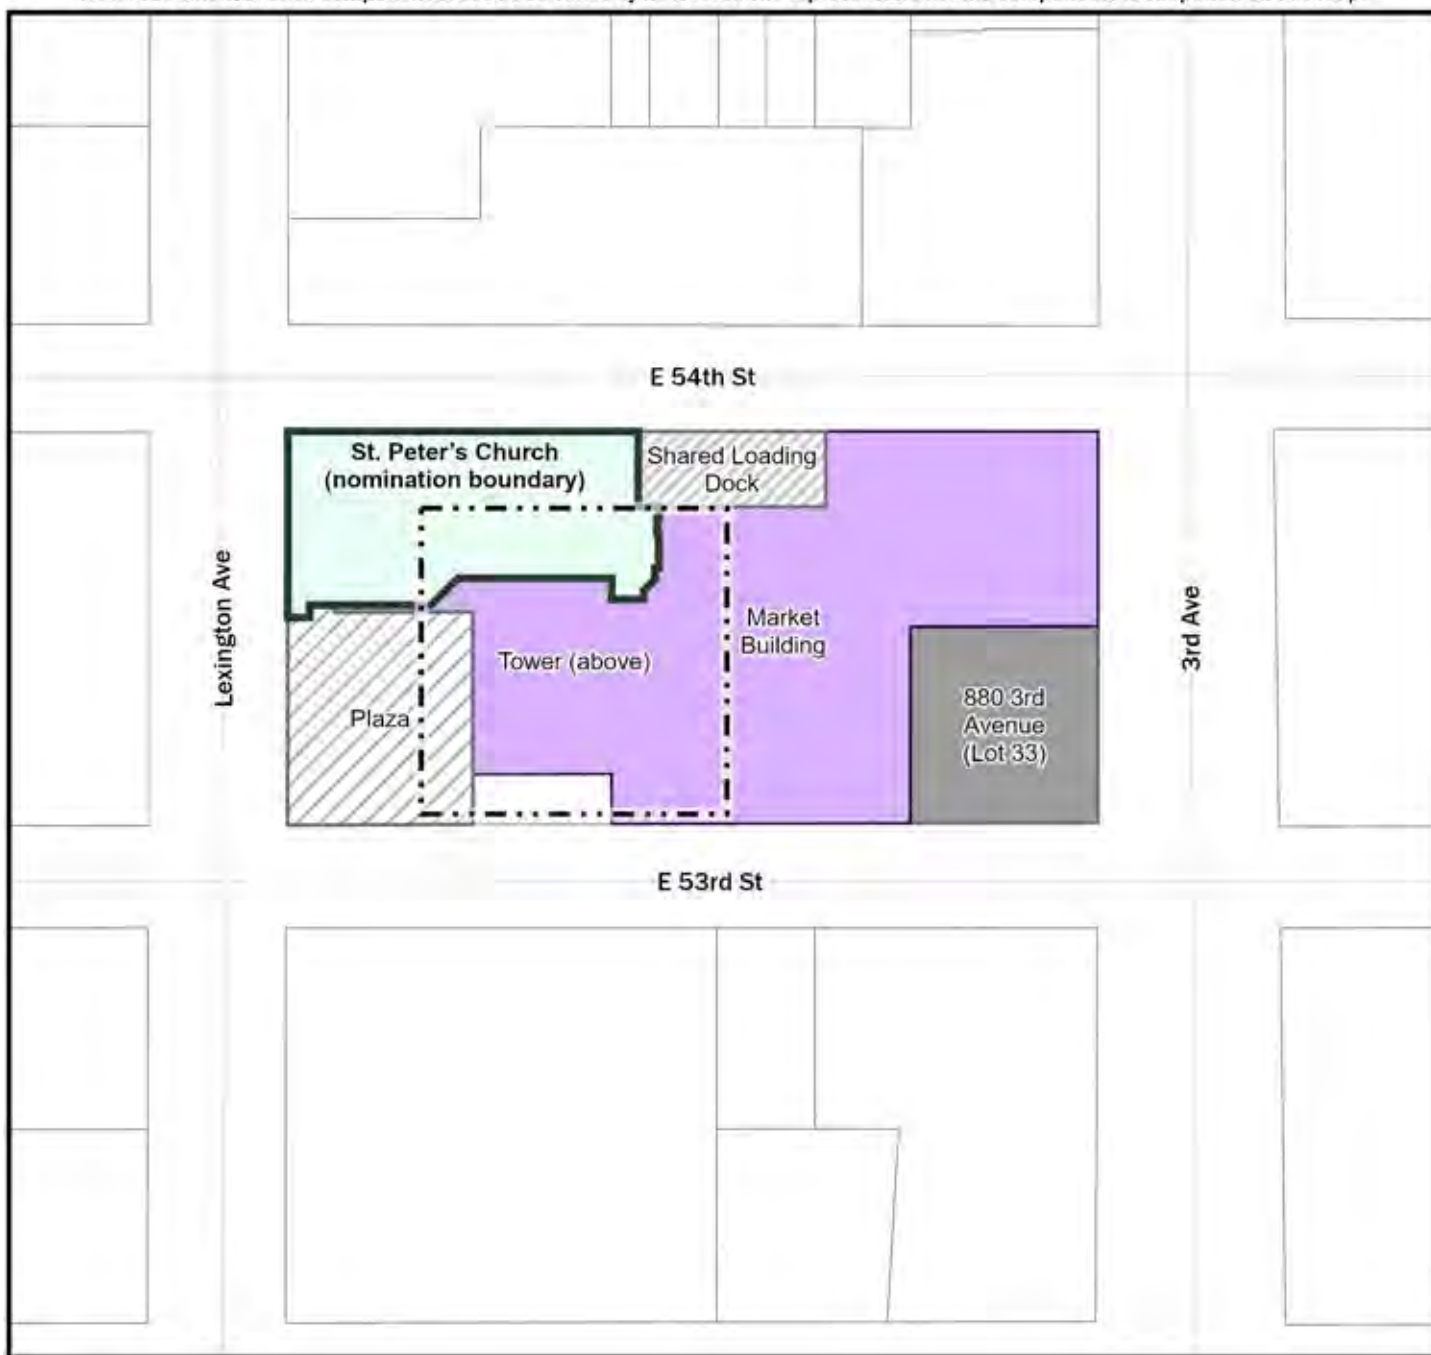 E 54th St
St. Peter's Church
(nomination boundary)
Shared Loading
Dock
Lexington Ave
Market
Building
3rd Ave
Tower (above)
Plaza
880 3rd
Avenue
(Lot 33)
E 53rd St